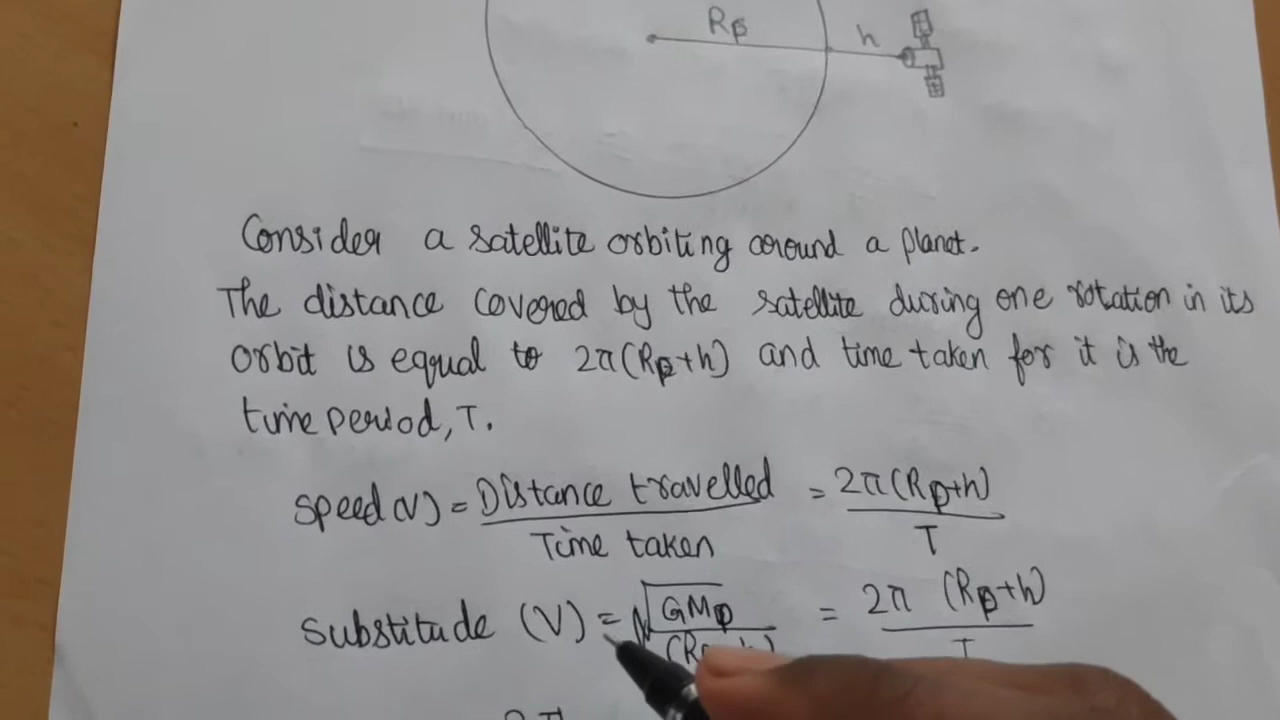 Rp
h
Consider a satellite orbiting around a planet.
The distance covered by the satellite during one rotation in its
orbit is equal to 2π(Rp+h) and time taken for it is the
time period, T.
speed (V) = Distance travelled / Time taken = 2π(Rp+h) / T
substitude (V) = √GMp / (Rp+h) = 2π (Rp+h) / T